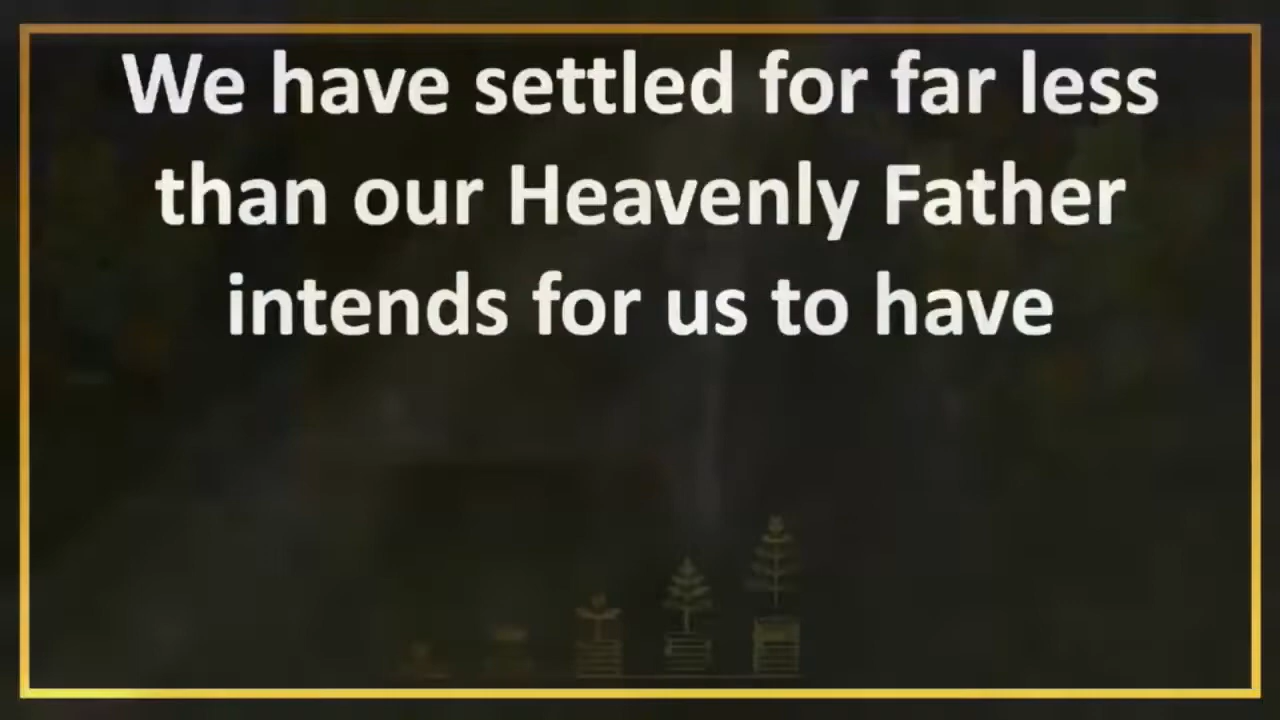 We have settled for far less
than our Heavenly Father
intends for us to have